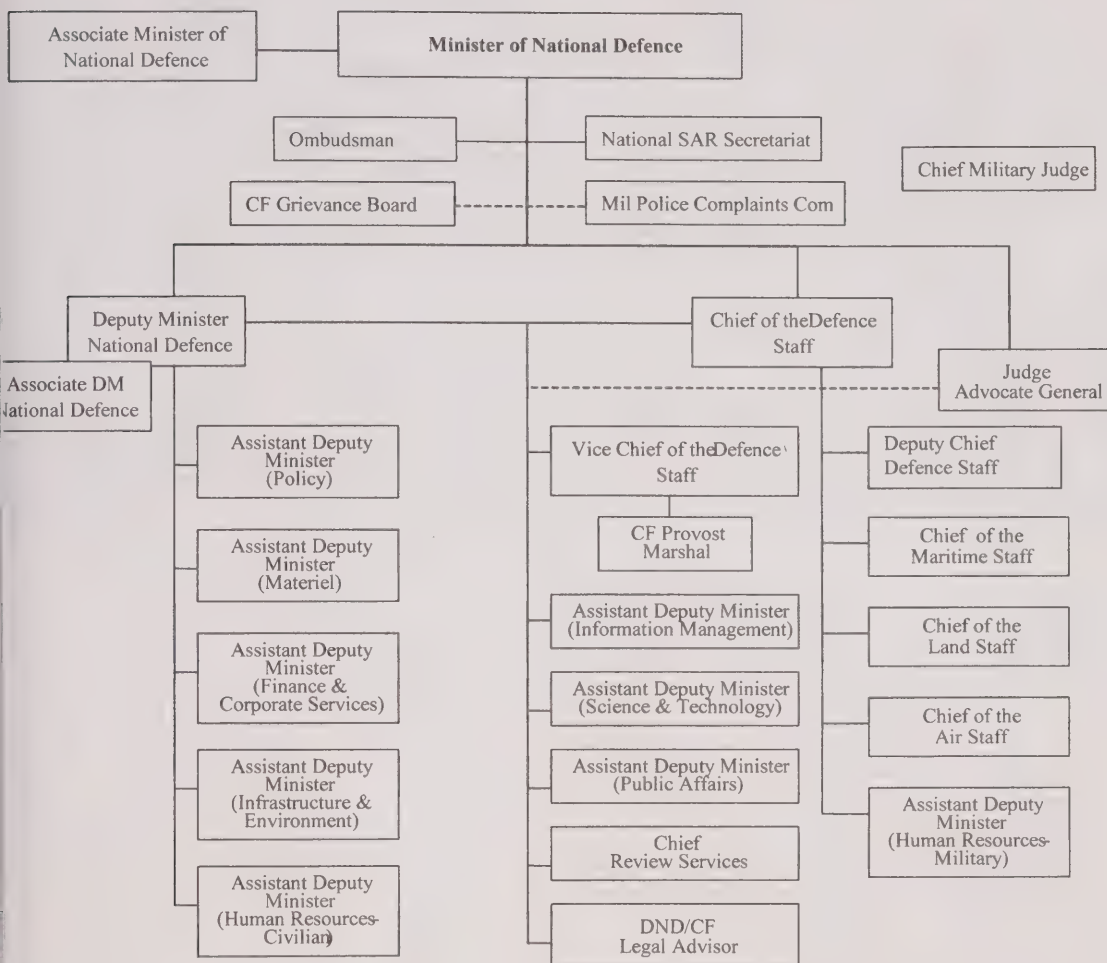 Associate Minister of
National Defence
Minister of National Defence
Ombudsman
National SAR Secretariat
Chief Military Judge
CF Grievance Board
Mil Police Complaints Com
Deputy Minister
National Defence
Chief of theDefence
Staff
Associate DM
National Defence
Judge
Advocate General
Assistant Deputy
Minister
(Policy)
Assistant Deputy
Minister
(Materiel)
Assistant Deputy
Minister
(Finance &
Corporate Services)
Assistant Deputy
Minister
(Infrastructure &
Environment)
Assistant Deputy
Minister
(Human Resources-
Civilian)
Vice Chief of theDefence
Staff
CF Provost
Marshal
Assistant Deputy Minister
(Information Management)
Assistant Deputy Minister
(Science & Technology)
Assistant Deputy Minister
(Public Affairs)
Chief
Review Services
DND/CF
Legal Advisor
Deputy Chief
Defence Staff
Chief of the
Maritime Staff
Chief of the
Land Staff
Chief of the
Air Staff
Assistant Deputy
Minister
(Human Resources-
Military)